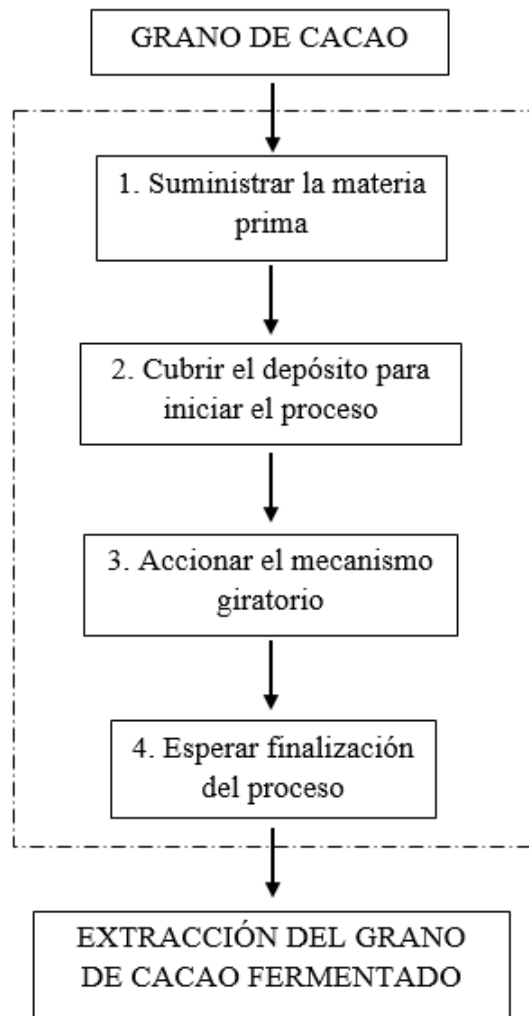 GRANO DE CACAO
1. Suministrar la materia
prima
2. Cubrir el depósito para
iniciar el proceso
3. Accionar el mecanismo
giratorio
4. Esperar finalización
del proceso
EXTRACCIÓN DEL GRANO
DE CACAO FERMENTADO